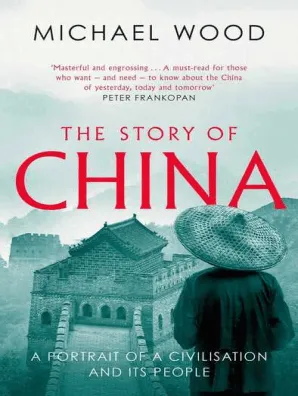 MICHAEL WOOD
‘Masterful and engrossing . . . A must-read for those
who want – and need – to know about the China
of yesterday, today and tomorrow’
PETER FRANKOPAN
THE STORY OF
CHINA
A PORTRAIT OF A CIVILISATION
AND ITS PEOPLE